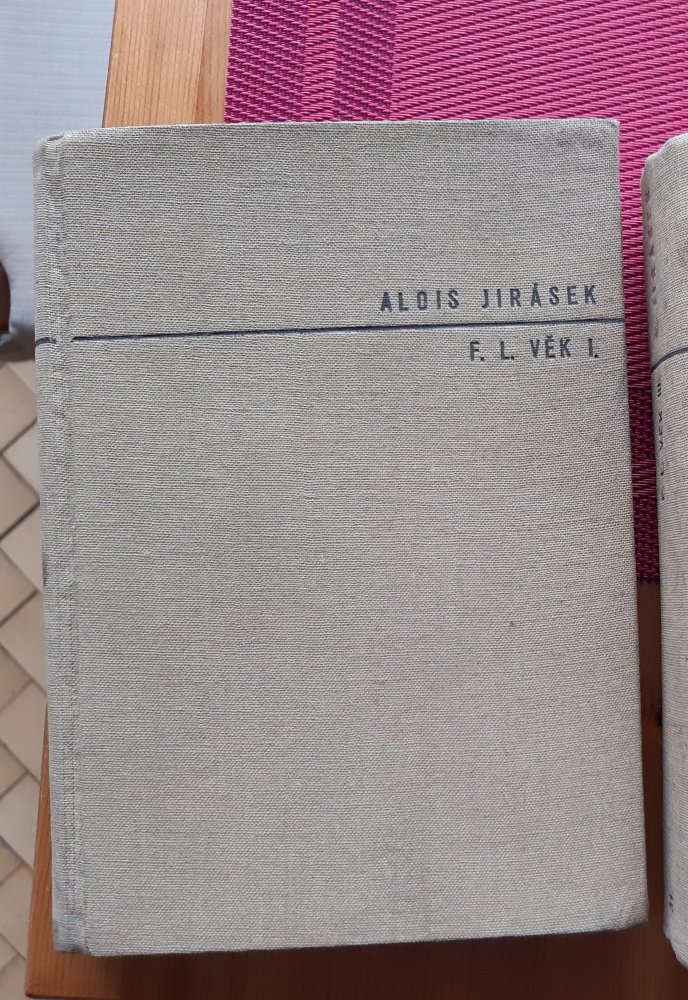 ALOIS JIRÁSEK
F. L. VĚK I.